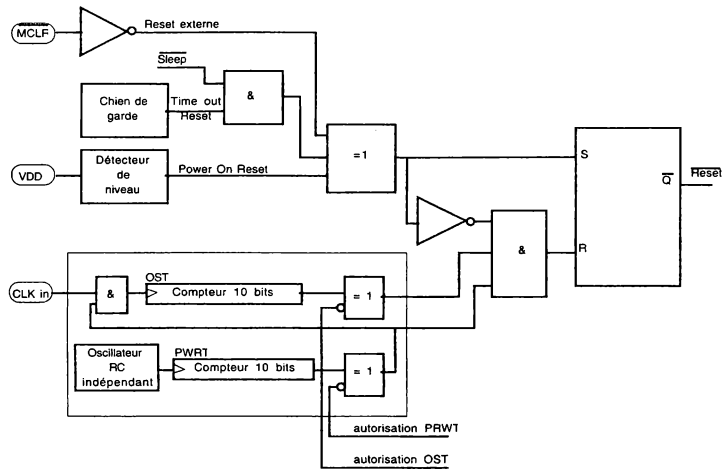 MCLF
Reset externe
Sleep
Chien de
garde
Time out
Reset
&
=1
VDD
Détecteur
de
niveau
Power On Reset
S
Q
Reset
&
R
CLK in
&
OST
Compteur 10 bits
= 1
Oscillateur
RC
indépendant
PWRT
Compteur 10 bits
= 1
autorisation PRWT
autorisation OST